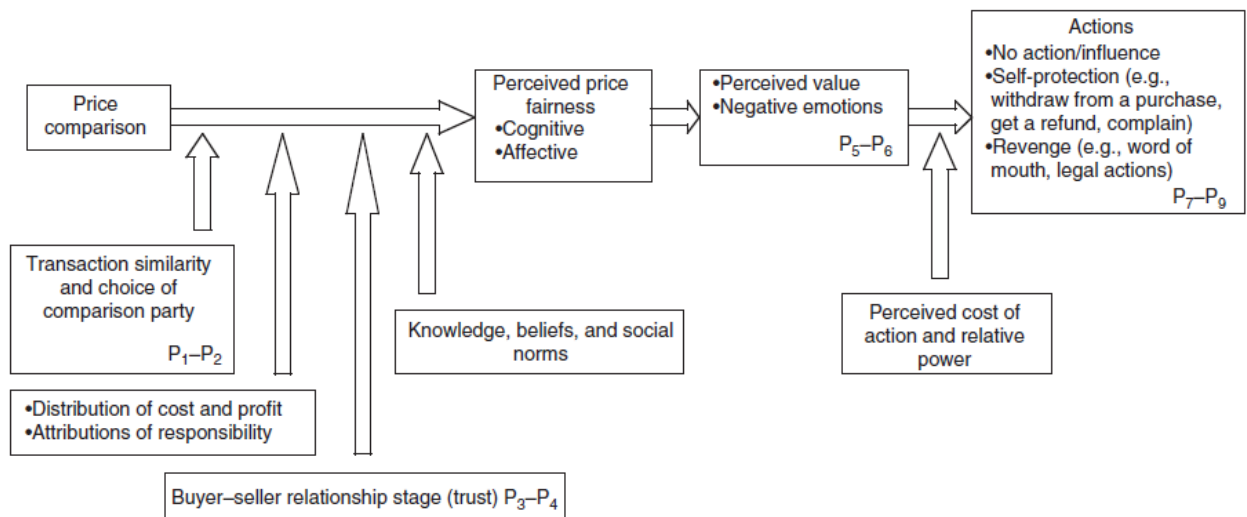 Price
comparison
Perceived price
fairness
•Cognitive
•Affective
•Perceived value
•Negative emotions
P5–P6
Actions
•No action/influence
•Self-protection (e.g.,
withdraw from a purchase,
get a refund, complain)
•Revenge (e.g., word of
mouth, legal actions)
P7–P9
Transaction similarity
and choice of
comparison party
P1–P2
•Distribution of cost and profit
•Attributions of responsibility
Buyer–seller relationship stage (trust) P3–P4
Knowledge, beliefs, and social
norms
Perceived cost of
action and relative
power